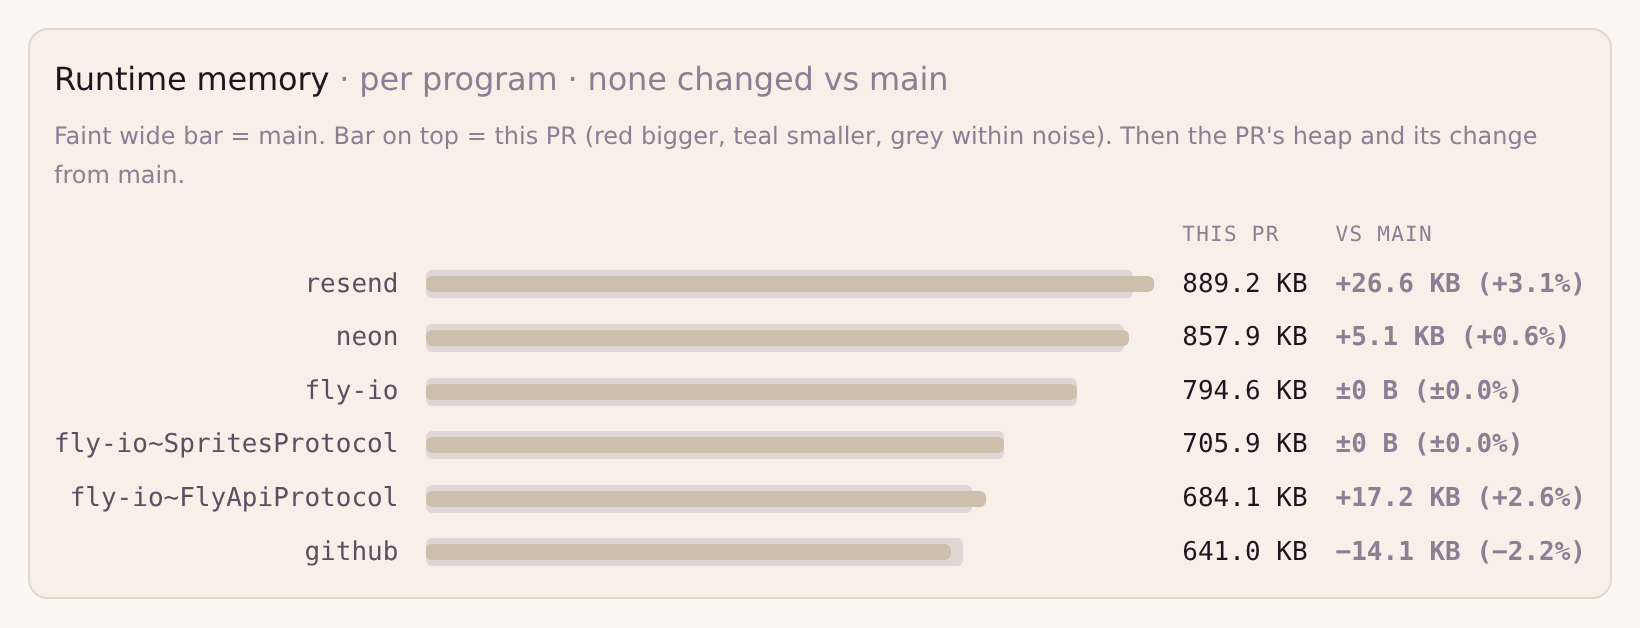 Runtime memory · per program · none changed vs main
Faint wide bar = main. Bar on top = this PR (red bigger, teal smaller, grey within noise). Then the PR's heap and its change
from main.
THIS PR VS MAIN
resend 889.2 KB +26.6 KB (+3.1%)
neon 857.9 KB +5.1 KB (+0.6%)
fly-io 794.6 KB ±0 B (±0.0%)
fly-io~SpritesProtocol 705.9 KB ±0 B (±0.0%)
fly-io~FlyApiProtocol 684.1 KB +17.2 KB (+2.6%)
github 641.0 KB −14.1 KB (−2.2%)